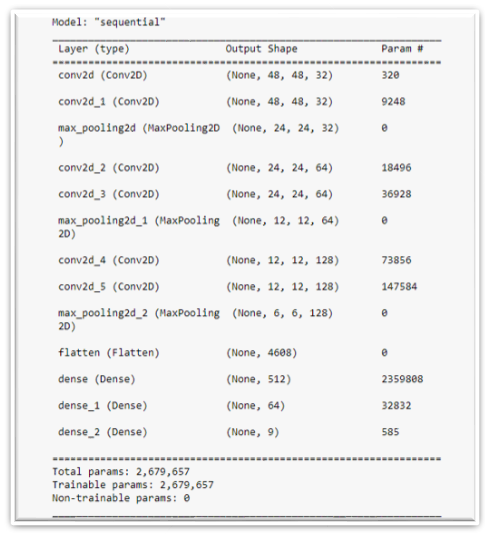 Model: "sequential"
Layer (type) Output Shape Param #
conv2d (Conv2D) (None, 48, 48, 32) 320
conv2d_1 (Conv2D) (None, 48, 48, 32) 9248
max_pooling2d (MaxPooling2D (None, 24, 24, 32) 0
)
conv2d_2 (Conv2D) (None, 24, 24, 64) 18496
conv2d_3 (Conv2D) (None, 24, 24, 64) 36928
max_pooling2d_1 (MaxPooling (None, 12, 12, 64) 0
2D)
conv2d_4 (Conv2D) (None, 12, 12, 128) 73856
conv2d_5 (Conv2D) (None, 12, 12, 128) 147584
max_pooling2d_2 (MaxPooling (None, 6, 6, 128) 0
2D)
flatten (Flatten) (None, 4608) 0
dense (Dense) (None, 512) 2359808
dense_1 (Dense) (None, 64) 32832
dense_2 (Dense) (None, 9) 585
Total params: 2,679,657
Trainable params: 2,679,657
Non-trainable params: 0